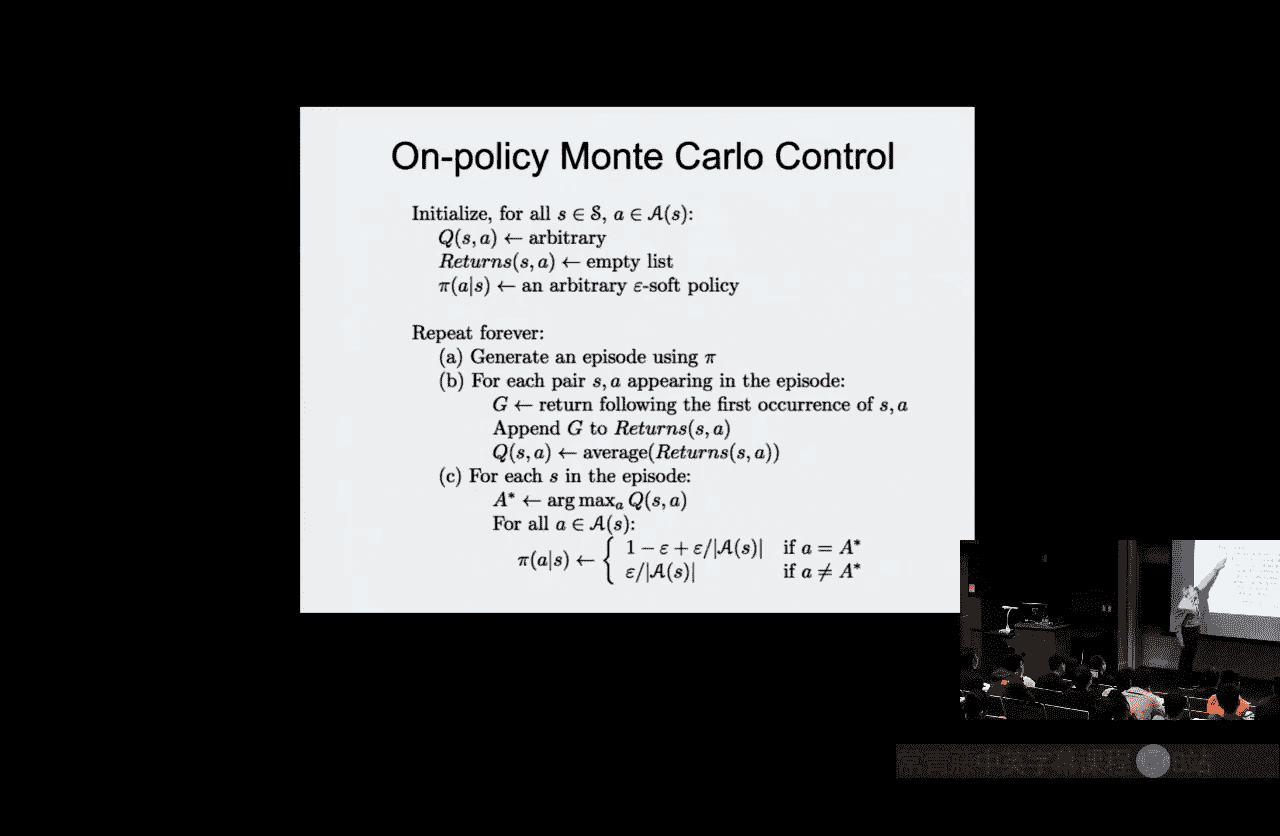 On-policy Monte Carlo Control
Initialize, for all s ∈ S, a ∈ A(s):
Q(s, a) ← arbitrary
Returns(s, a) ← empty list
π(a|s) ← an arbitrary ε-soft policy
Repeat forever:
(a) Generate an episode using π
(b) For each pair s, a appearing in the episode:
G ← return following the first occurrence of s, a
Append G to Returns(s, a)
Q(s, a) ← average(Returns(s, a))
(c) For each s in the episode:
A* ← arg maxₐ Q(s, a)
For all a ∈ A(s):
π(a|s) ← { 1 − ε + ε/|A(s)| if a = A*
ε/|A(s)| if a ≠ A*